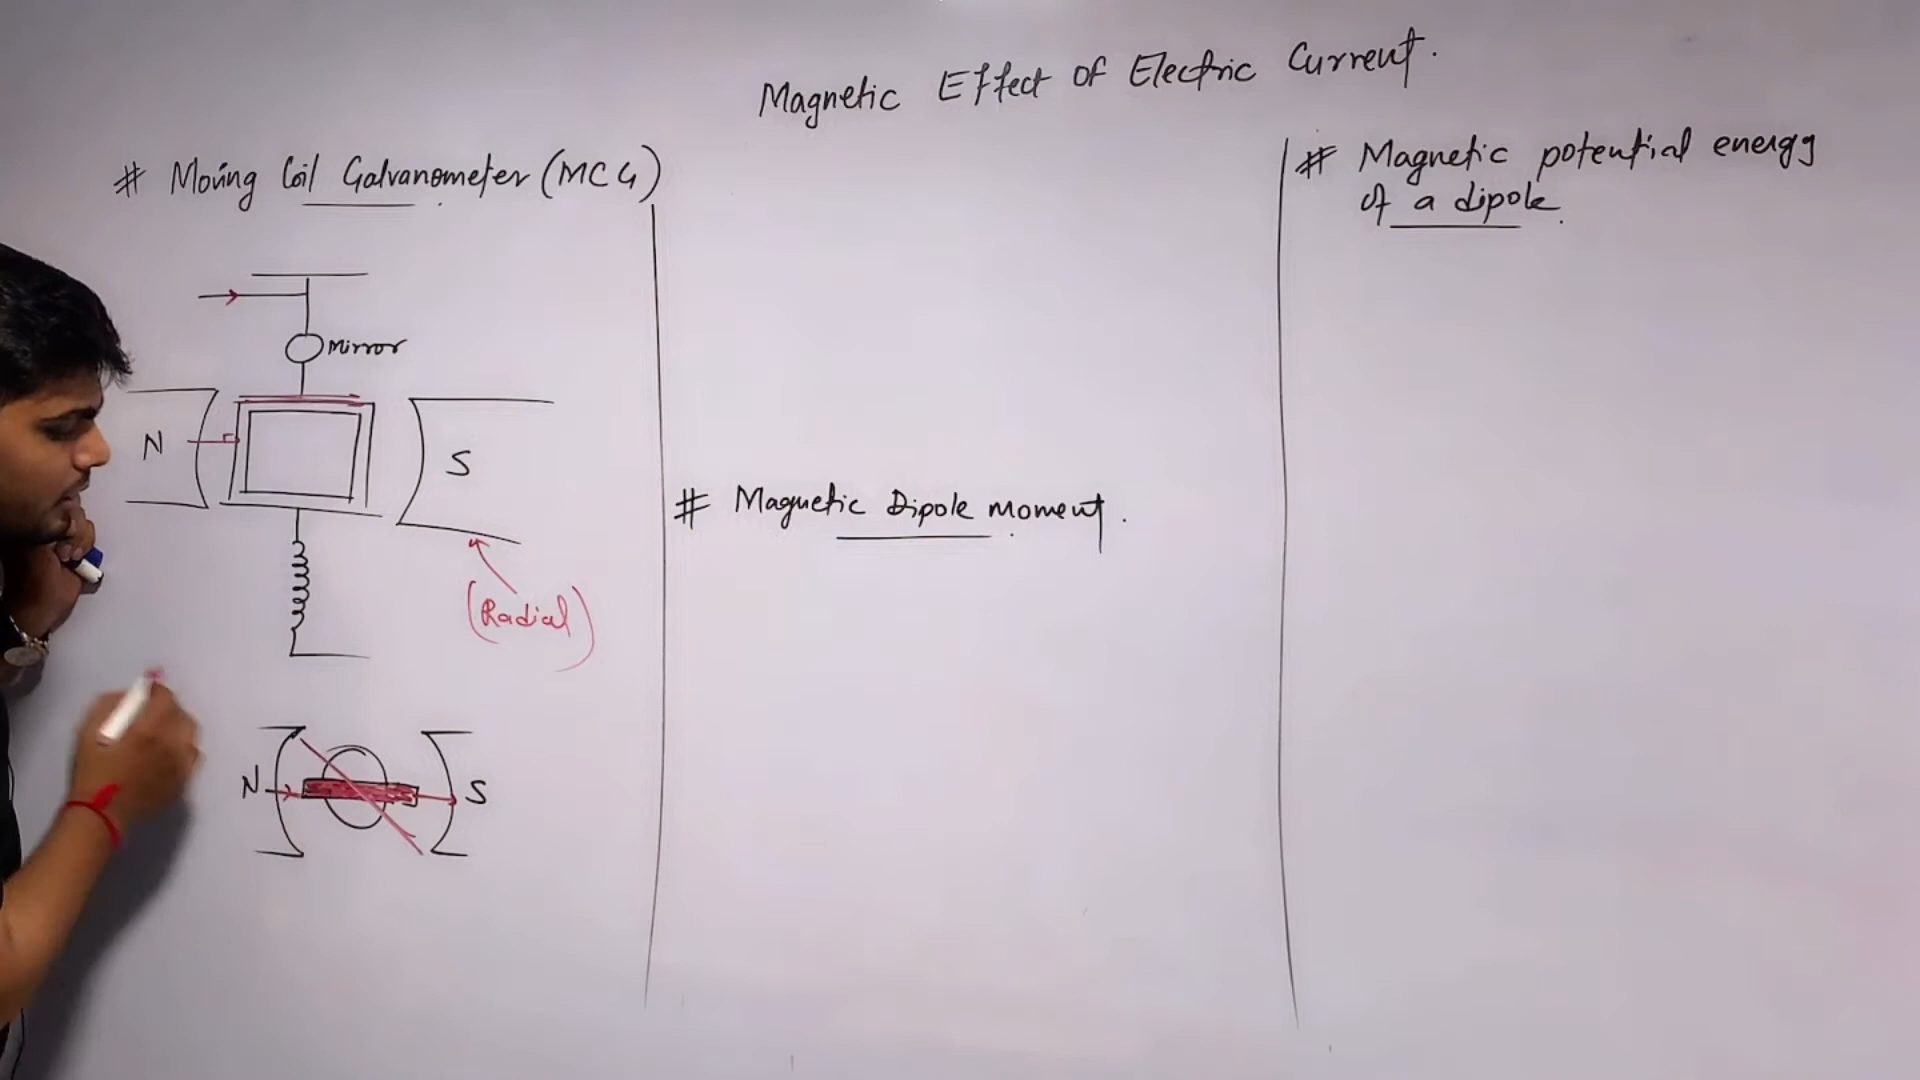 Magnetic Effect of Electric Current.
# Moving Coil Galvanometer (MCG)
Mirror
N
S
(Radial)
N
S
# Magnetic Dipole moment.
# Magnetic potential energy
of a dipole.